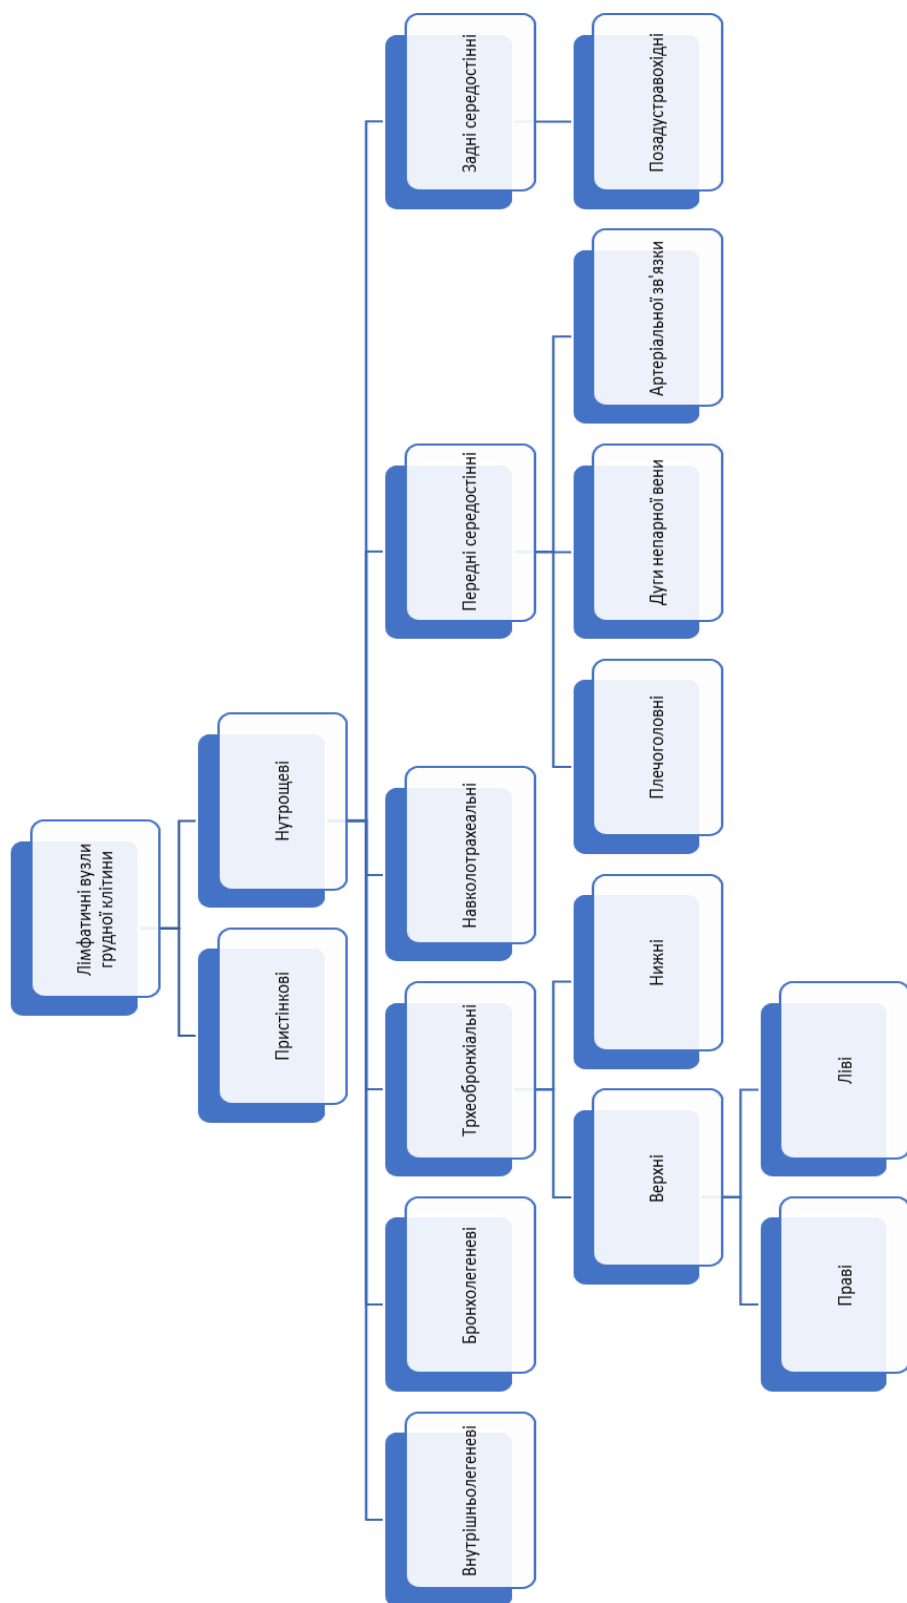 Лімфатичні вузли
грудної клітини
Пристінкові
Нутрощеві
Внутрішньолегеневі
Бронхолегеневі
Трхеобронхіальні
Навколотрахеальні
Передні середостінні
Задні середостінні
Верхні
Нижні
Плечоголовні
Дуги непарної вени
Артеріальної зв'язки
Позадустравохідні
Праві
Ліві